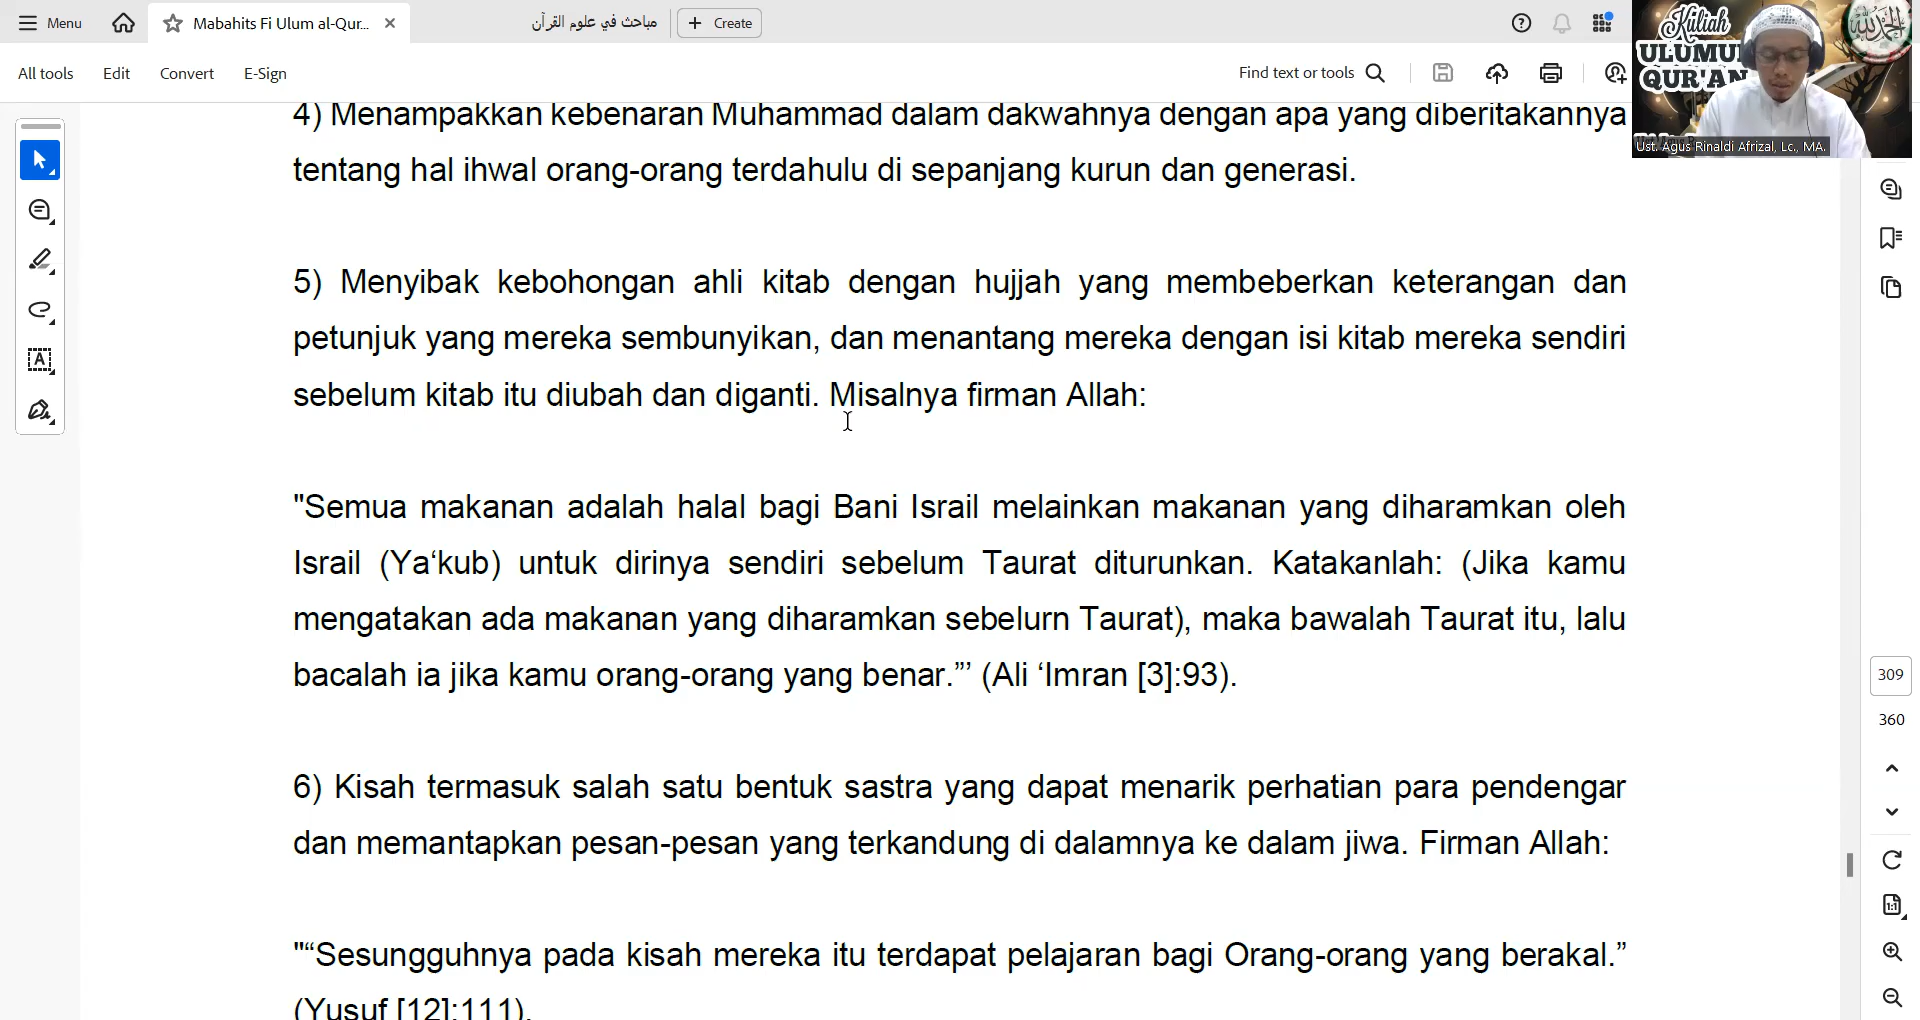 Menu
Mabahits Fi Ulum al-Qur...
مباحث في علوم القرآن
Create
All tools
Edit
Convert
E-Sign
Find text or tools
Kuliah
ULUMUL
QUR'AN
Ust. Agus Rinaldi Afrizal, Lc., MA.
4) Menampakkan kebenaran Muhammad dalam dakwahnya dengan apa yang diberitakannya
tentang hal ihwal orang-orang terdahulu di sepanjang kurun dan generasi.
5) Menyibak kebohongan ahli kitab dengan hujjah yang membeberkan keterangan dan
petunjuk yang mereka sembunyikan, dan menantang mereka dengan isi kitab mereka sendiri
sebelum kitab itu diubah dan diganti. Misalnya firman Allah:
"Semua makanan adalah halal bagi Bani Israil melainkan makanan yang diharamkan oleh
Israil (Ya‘kub) untuk dirinya sendiri sebelum Taurat diturunkan. Katakanlah: (Jika kamu
mengatakan ada makanan yang diharamkan sebelurn Taurat), maka bawalah Taurat itu, lalu
bacalah ia jika kamu orang-orang yang benar.”’ (Ali ‘Imran [3]:93).
6) Kisah termasuk salah satu bentuk sastra yang dapat menarik perhatian para pendengar
dan memantapkan pesan-pesan yang terkandung di dalamnya ke dalam jiwa. Firman Allah:
"“Sesungguhnya pada kisah mereka itu terdapat pelajaran bagi Orang-orang yang berakal.”
(Yusuf [12]:111).
309
360